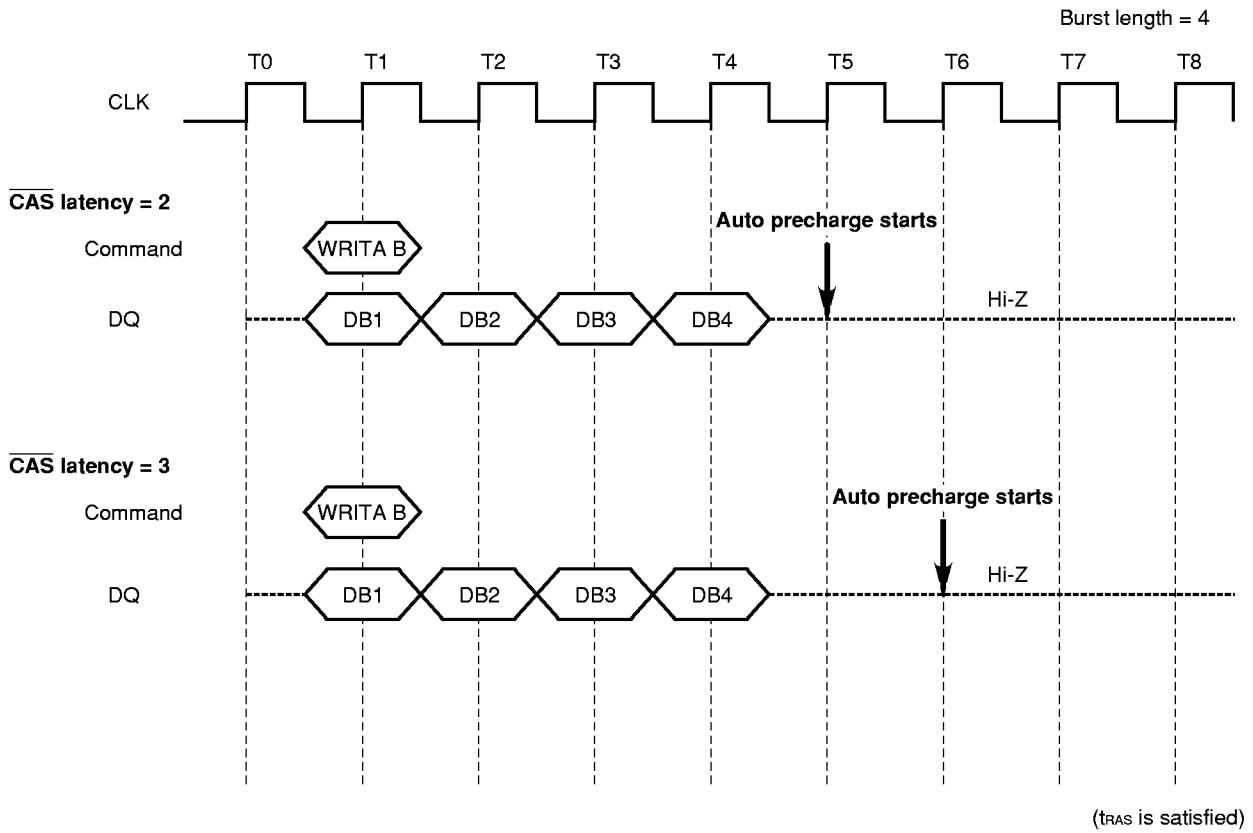 Burst length = 4
T0 T1 T2 T3 T4 T5 T6 T7 T8
CLK
CAS latency = 2
Auto precharge starts
Command WRITA B
Hi-Z
DQ DB1 DB2 DB3 DB4
CAS latency = 3
Auto precharge starts
Command WRITA B
Hi-Z
DQ DB1 DB2 DB3 DB4
(tRAS is satisfied)